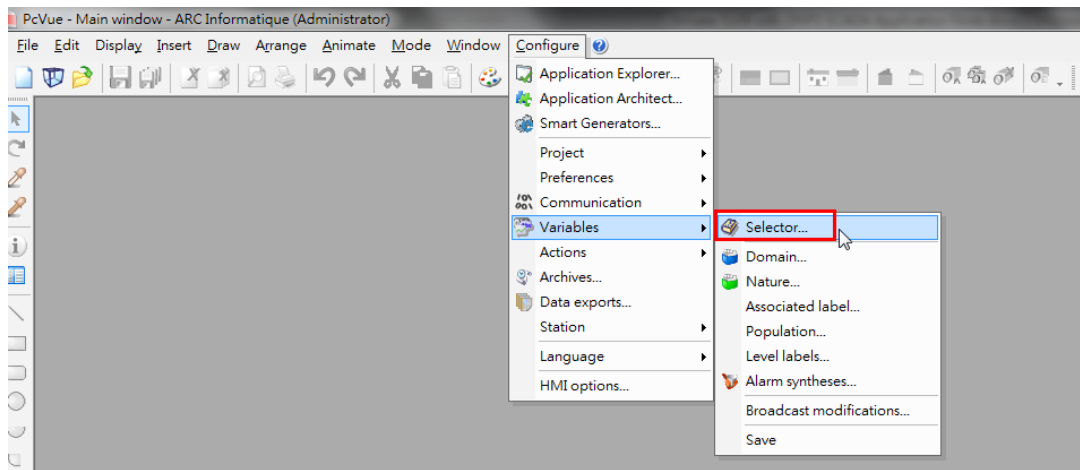 PcVue - Main window - ARC Informatique (Administrator)
File Edit Display Insert Draw Arrange Animate Mode Window Configure
Application Explorer...
Application Architect...
Smart Generators...
Project
Preferences
Communication
Variables
Actions
Archives...
Data exports...
Station
Language
HMI options...
Selector...
Domain...
Nature...
Associated label...
Population...
Level labels...
Alarm syntheses...
Broadcast modifications...
Save